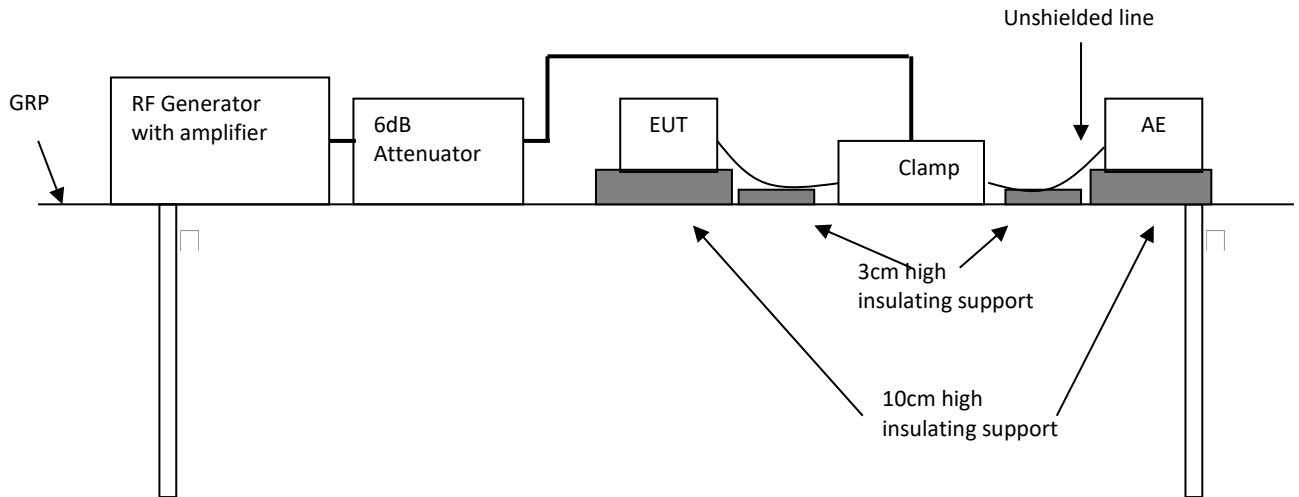 Unshielded line
GRP
RF Generator
with amplifier
6dB
Attenuator
EUT
Clamp
AE
3cm high
insulating support
10cm high
insulating support